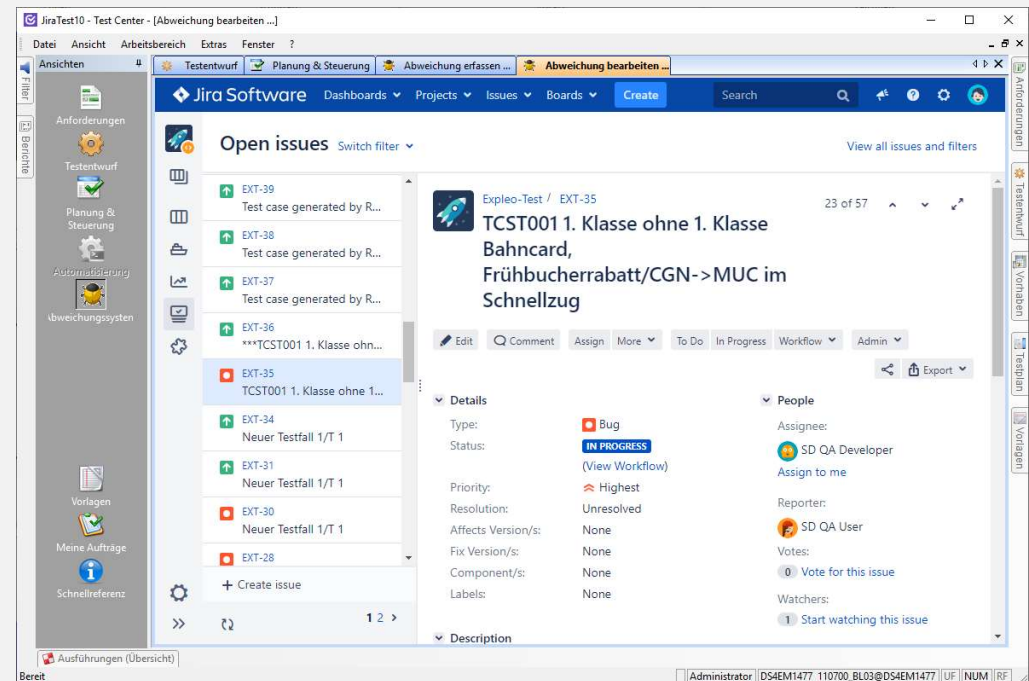 JiraTest10 - Test Center - [Abweichung bearbeiten ...]
Datei Ansicht Arbeitsbereich Extras Fenster ?
Ansichten
Testentwurf
Planung & Steuerung
Abweichung erfassen ...
Abweichung bearbeiten ...
Filter
Berichte
Anforderungen
Testentwurf
Planung &
Steuerung
Automatisierung
Abweichungssysten
Vorlagen
Meine Aufträge
Schnellreferenz
Jira Software Dashboards Projects Issues Boards Create Search
Open issues Switch filter
View all issues and filters
EXT-39
Test case generated by R...
EXT-38
Test case generated by R...
EXT-37
Test case generated by R...
EXT-36
***TCST001 1. Klasse ohn...
EXT-35
TCST001 1. Klasse ohne 1...
EXT-34
Neuer Testfall 1/T 1
EXT-31
Neuer Testfall 1/T 1
EXT-30
Neuer Testfall 1/T 1
EXT-28
+ Create issue
1 2 >
Expleo-Test / EXT-35
23 of 57
TCST001 1. Klasse ohne 1. Klasse
Bahncard,
Frühbucherrabatt/CGN->MUC im
Schnellzug
Edit Comment Assign More To Do In Progress Workflow Admin
Export
Details
Type: Bug
Status: IN PROGRESS
(View Workflow)
Priority: Highest
Resolution: Unresolved
Affects Version/s: None
Fix Version/s: None
Component/s: None
Labels: None
Description
People
Assignee:
SD QA Developer
Assign to me
Reporter:
SD QA User
Votes:
0 Vote for this issue
Watchers:
1 Start watching this issue
Anforderungen
Testentwurf
Vorhaben
Testplan
Vorlagen
Ausführungen (Übersicht)
Bereit
Administrator DS4EM1477_110700_BL03@DS4EM1477 UF NUM RF